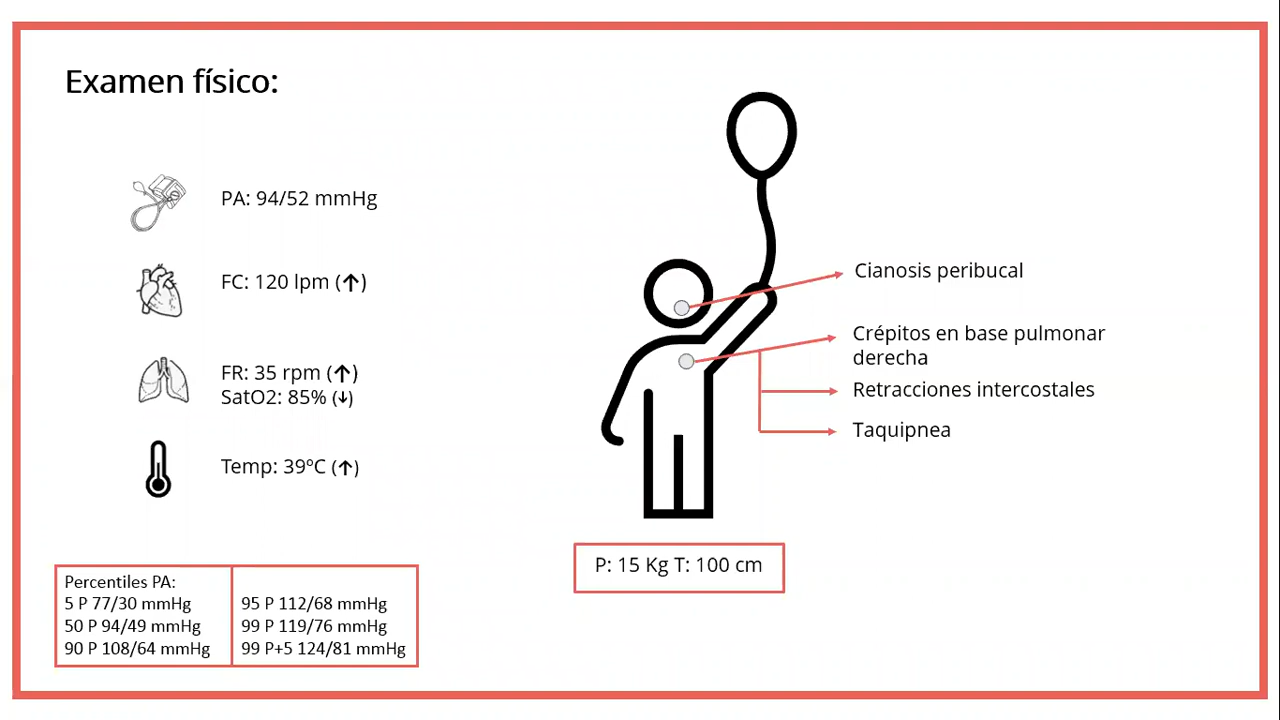 Examen físico:
PA: 94/52 mmHg
FC: 120 lpm (↑)
FR: 35 rpm (↑)
SatO2: 85% (↓)
Temp: 39ºC (↑)
Cianosis peribucal
Crépitos en base pulmonar
derecha
Retracciones intercostales
Taquipnea
P: 15 Kg T: 100 cm
Percentiles PA:
5 P 77/30 mmHg
50 P 94/49 mmHg
90 P 108/64 mmHg
95 P 112/68 mmHg
99 P 119/76 mmHg
99 P+5 124/81 mmHg